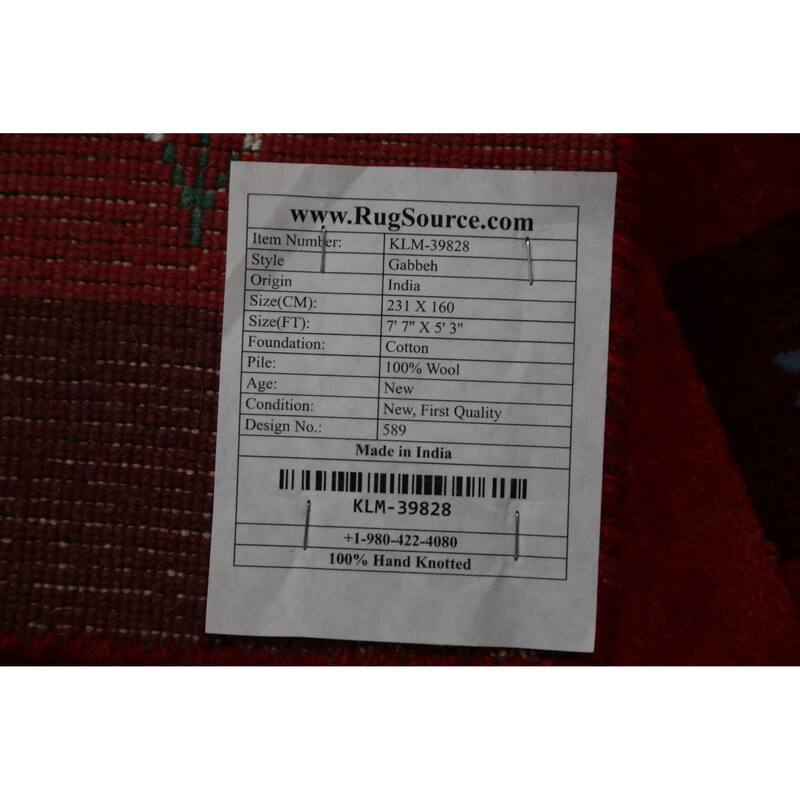 www.RugSource.com
Item Number: KLM-39828
Style Gabbeh
Origin India
Size(CM): 231 X 160
Size(FT): 7' 7" X 5' 3"
Foundation: Cotton
Pile: 100% Wool
Age: New
Condition: New, First Quality
Design No.: 589
Made in India
KLM-39828
+1-980-422-4080
100% Hand Knotted